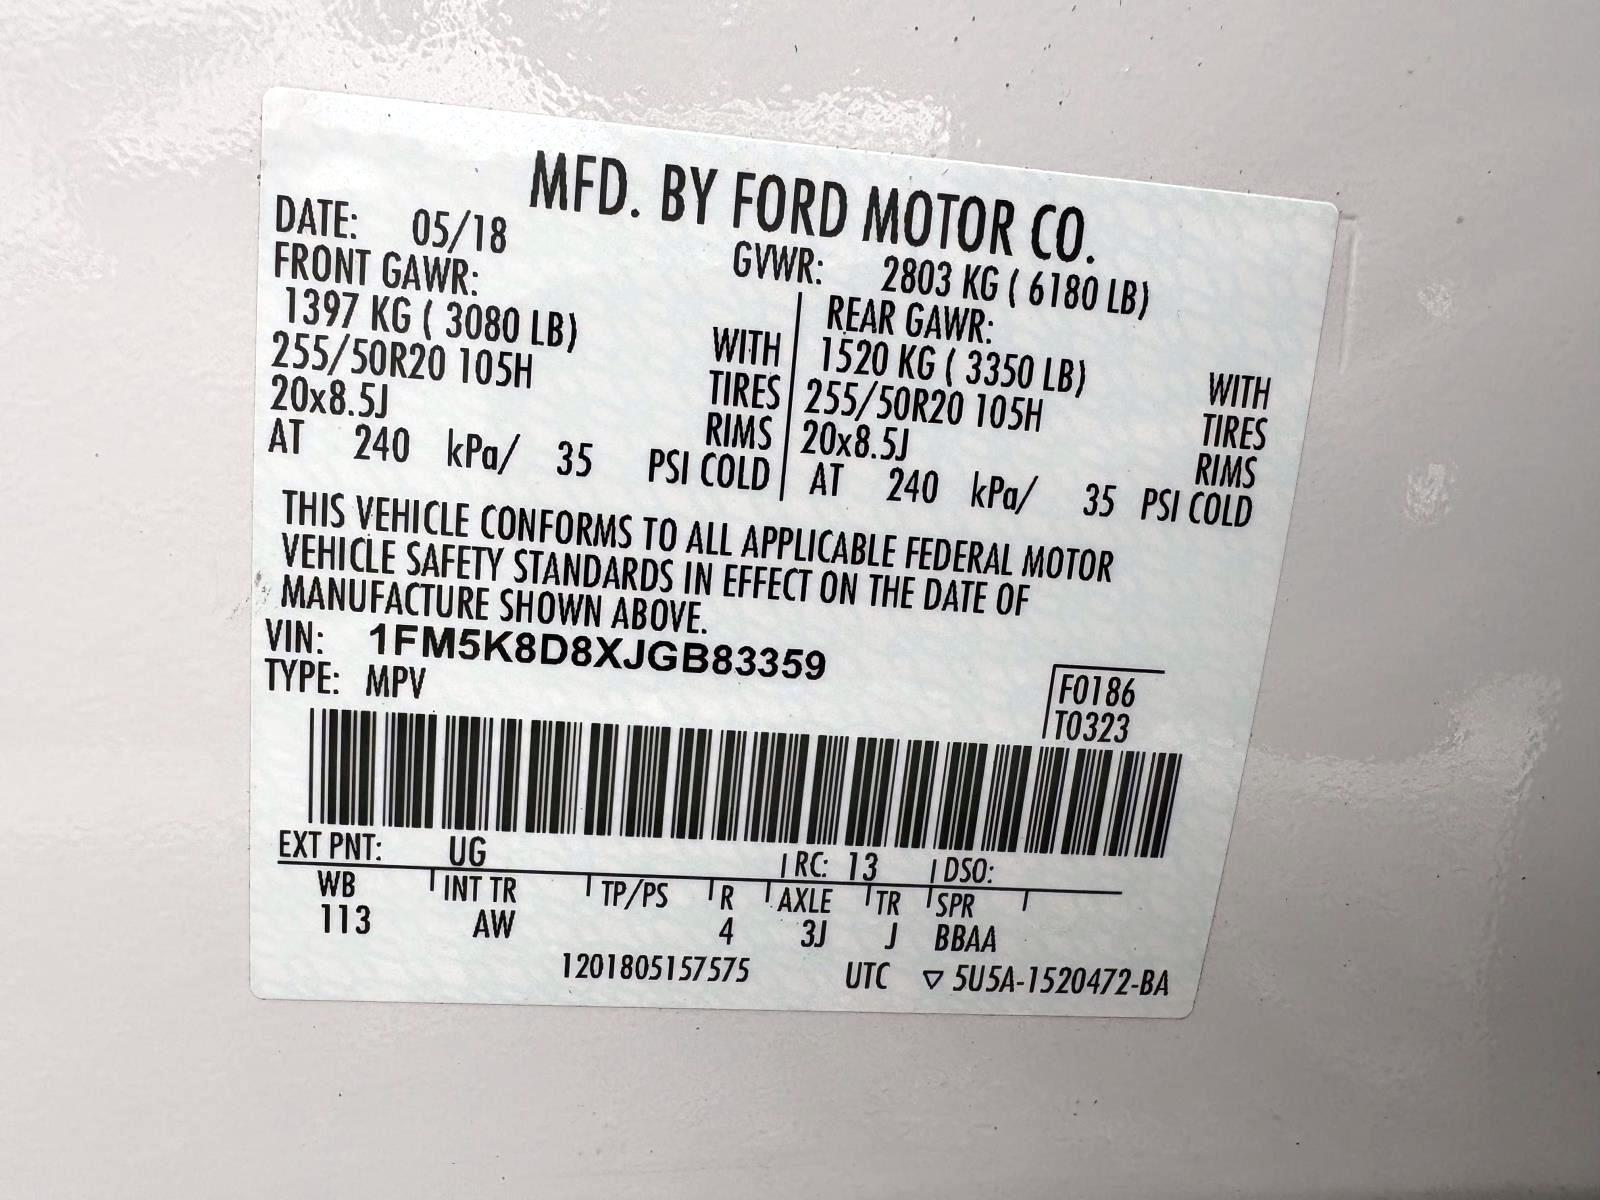 MFD. BY FORD MOTOR CO.
DATE: 05/18 GVWR: 2803 KG ( 6180 LB)
FRONT GAWR: REAR GAWR:
1397 KG ( 3080 LB) WITH 1520 KG ( 3350 LB) WITH
255/50R20 105H TIRES 255/50R20 105H TIRES
20x8.5J RIMS 20x8.5J RIMS
AT 240 kPa/ 35 PSI COLD AT 240 kPa/ 35 PSI COLD
THIS VEHICLE CONFORMS TO ALL APPLICABLE FEDERAL MOTOR
VEHICLE SAFETY STANDARDS IN EFFECT ON THE DATE OF
MANUFACTURE SHOWN ABOVE.
VIN: 1FM5K8D8XJGB83359
TYPE: MPV
F0186
T0323
EXT PNT: UG RC: 13 DSO:
WB INT TR TP/PS R AXLE TR SPR
113 AW 4 3J J BBAA
1201805157575 UTC ▽ 5U5A-1520472-BA